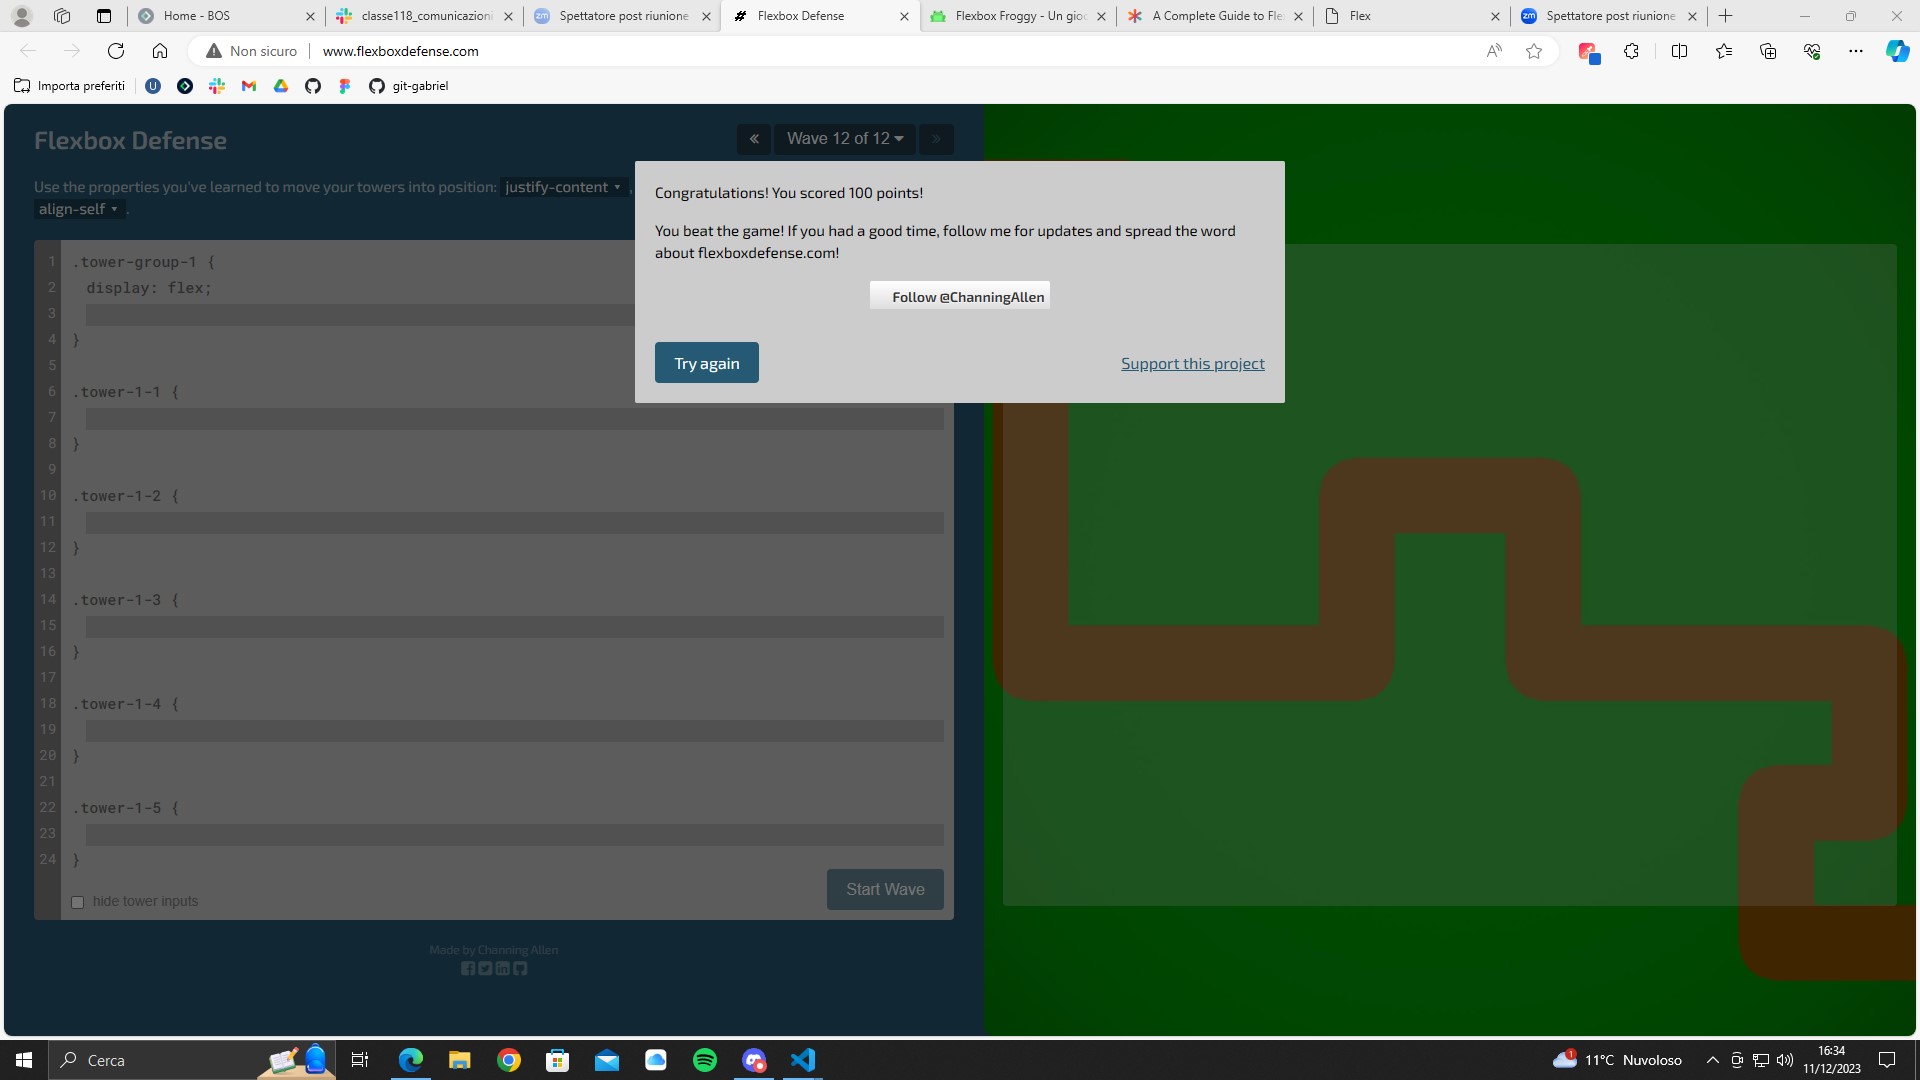 Home - BOS
classe118_comunicazioni
Spettatore post riunione
Flexbox Defense
Flexbox Froggy - Un gioc
A Complete Guide to Fle
Flex
Spettatore post riunione
Non sicuro
www.flexboxdefense.com
Importa preferiti
git-gabriel
Flexbox Defense
Wave 12 of 12
Use the properties you've learned to move your towers into position: justify-content ,
align-self .
Congratulations! You scored 100 points!
You beat the game! If you had a good time, follow me for updates and spread the word
about flexboxdefense.com!
Follow @ChanningAllen
Try again
Support this project
1 .tower-group-1 {
2 display: flex;
3
4 }
5
6 .tower-1-1 {
7
8 }
9
10 .tower-1-2 {
11
12 }
13
14 .tower-1-3 {
15
16 }
17
18 .tower-1-4 {
19
20 }
21
22 .tower-1-5 {
23
24 }
Start Wave
hide tower inputs
Made by Channing Allen
Cerca
1
11°C Nuvoloso
16:34
11/12/2023